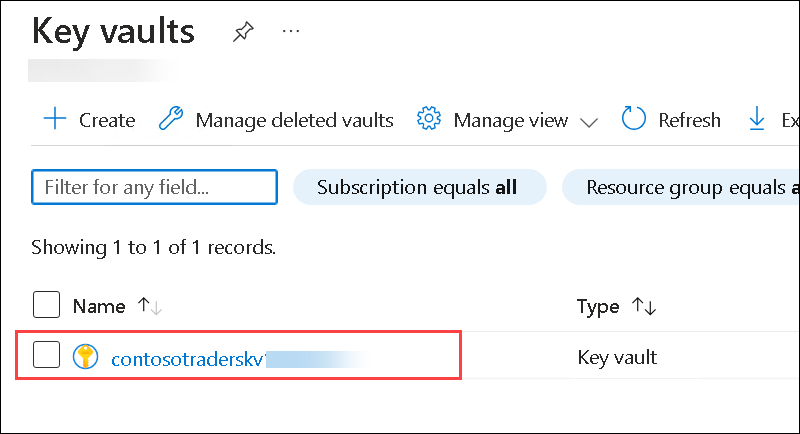 Key vaults ...
Create Manage deleted vaults Manage view Refresh Ex
Filter for any field... Subscription equals all Resource group equals a
Showing 1 to 1 of 1 records.
Name Type
contosotraderskv Key vault